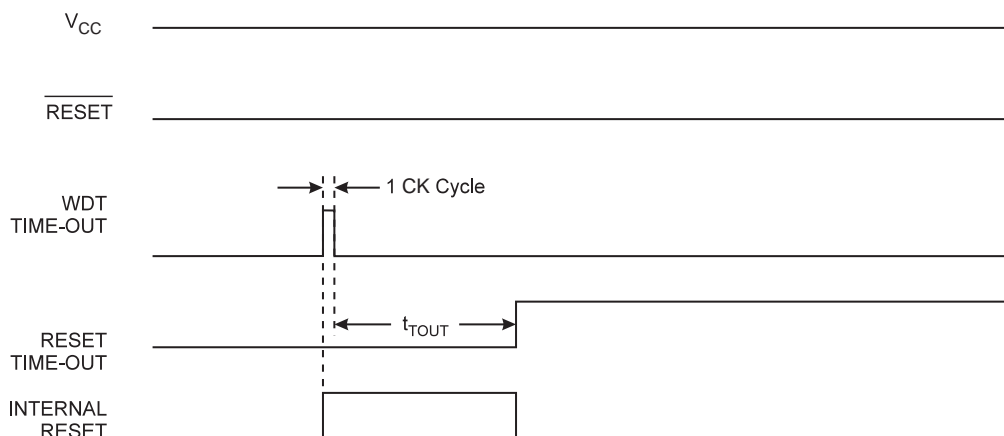 V_CC
RESET
1 CK Cycle
WDT
TIME-OUT
t_TOUT
RESET
TIME-OUT
INTERNAL
RESET